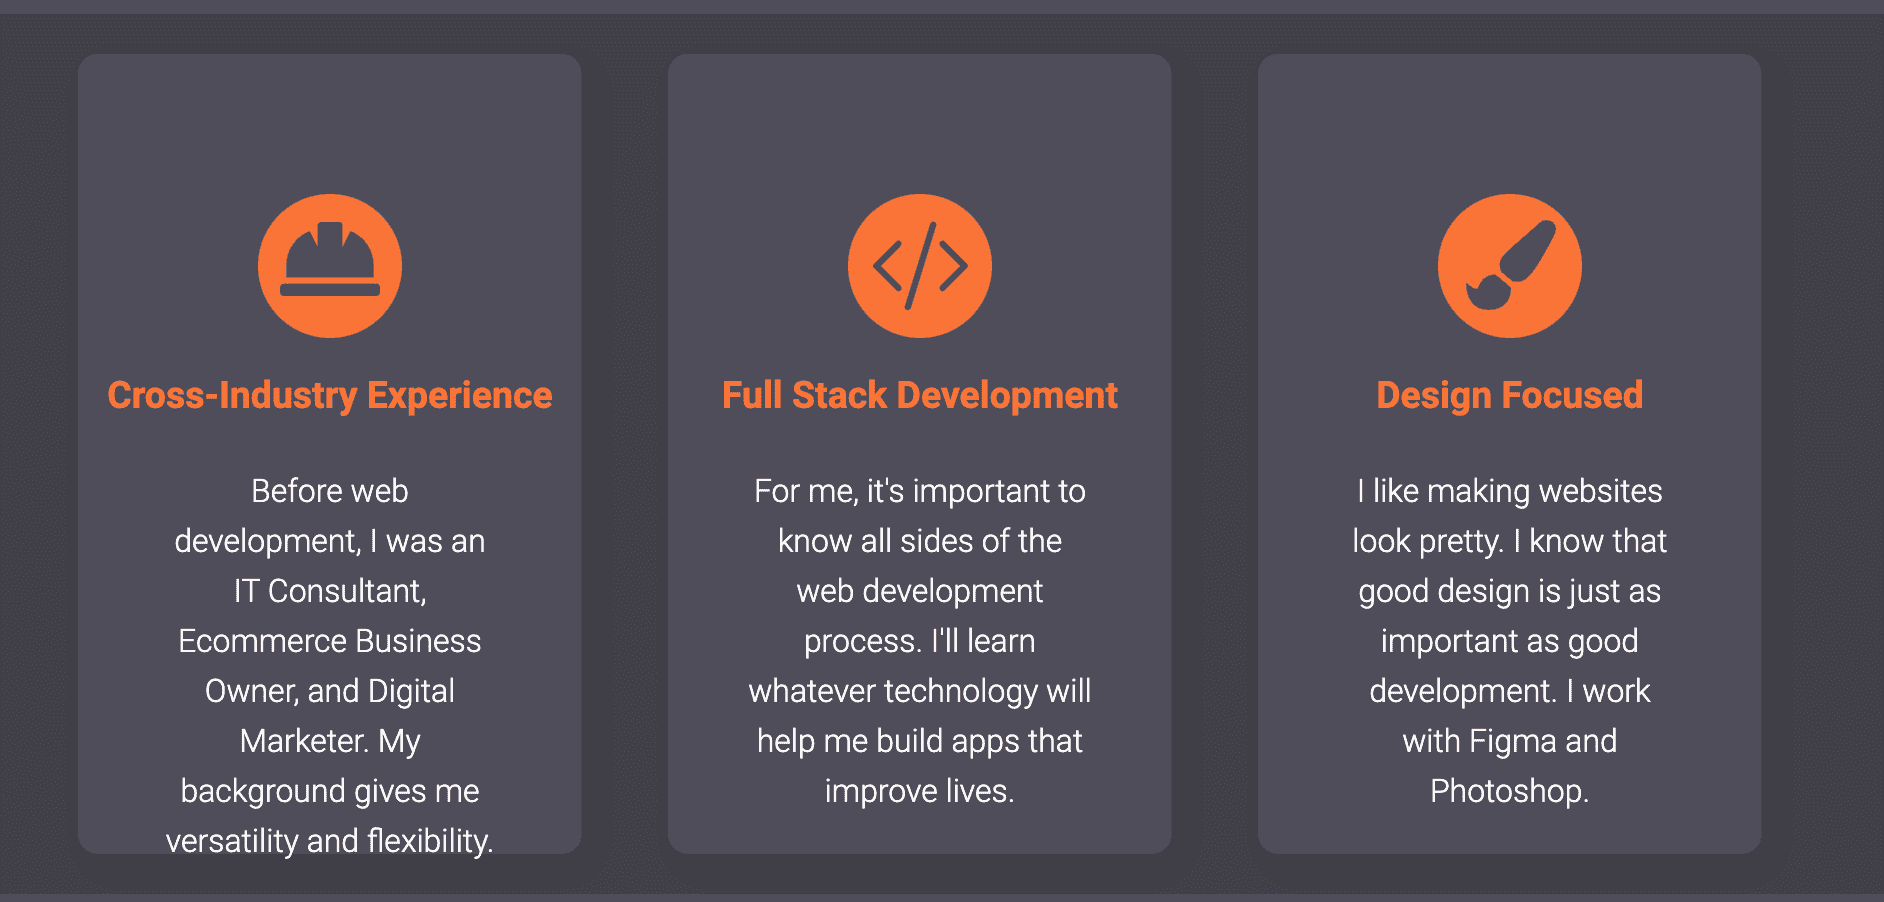 Cross-Industry Experience
Before web
development, I was an
IT Consultant,
Ecommerce Business
Owner, and Digital
Marketer. My
background gives me
versatility and flexibility.
Full Stack Development
For me, it's important to
know all sides of the
web development
process. I'll learn
whatever technology will
help me build apps that
improve lives.
Design Focused
I like making websites
look pretty. I know that
good design is just as
important as good
development. I work
with Figma and
Photoshop.